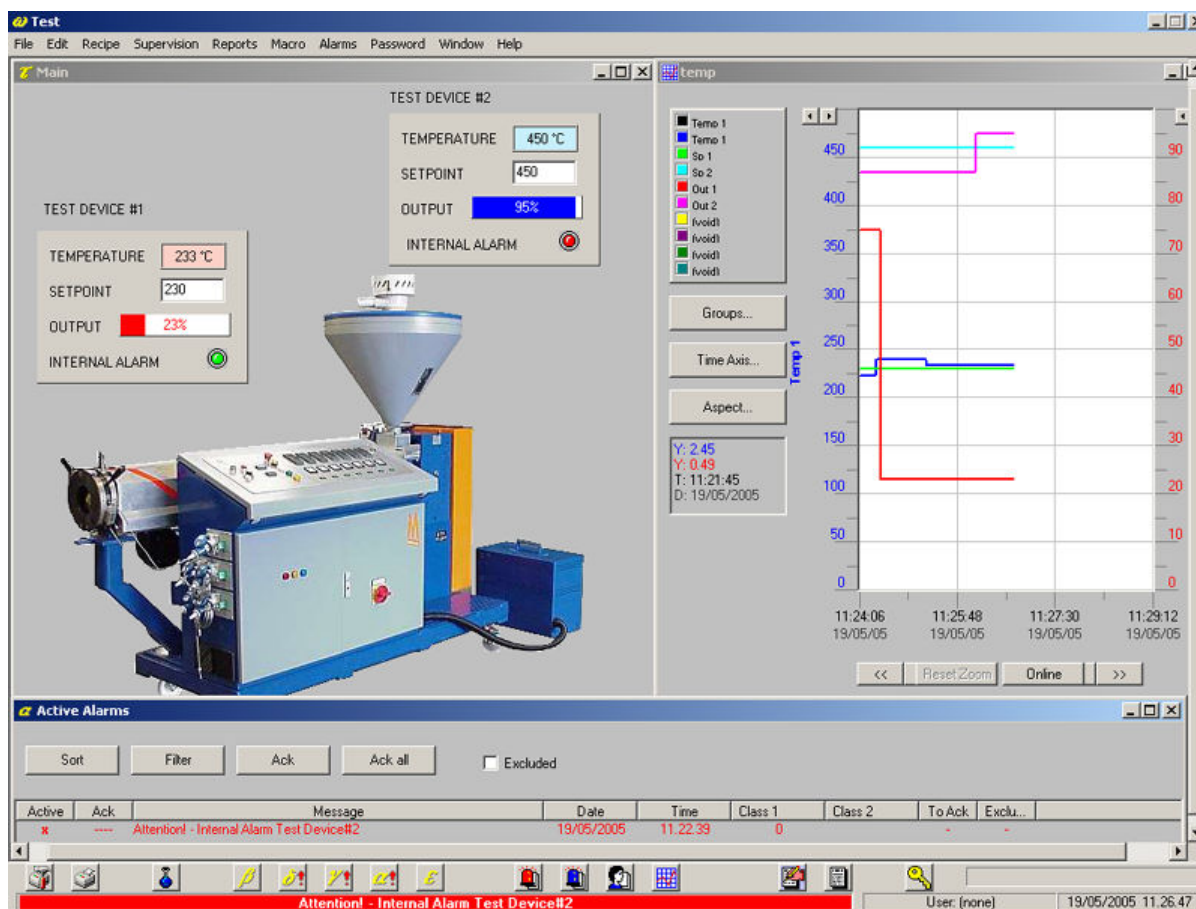 Test
File Edit Recipe Supervision Reports Macro Alarms Password Window Help
Main
TEST DEVICE #2
TEMPERATURE 450 °C
SETPOINT 450
OUTPUT 95%
INTERNAL ALARM
TEST DEVICE #1
TEMPERATURE 233 °C
SETPOINT 230
OUTPUT 23%
INTERNAL ALARM
temp
Temp 1
Temp 1
Sp 1
Sp 2
Out 1
Out 2
(void)
(void)
(void)
(void)
Groups...
Time Axis...
Aspect...
Y: 2.45
Y: 0.49
T: 11:21:45
D: 19/05/2005
Temp 1
450
400
350
300
250
200
150
100
50
0
90
80
70
60
50
40
30
20
10
0
11:24:06 11:25:48 11:27:30 11:29:12
19/05/05 19/05/05 19/05/05 19/05/05
<< Reset Zoom Online >>
Active Alarms
Sort Filter Ack Ack all Excluded
Active Ack Message Date Time Class 1 Class 2 To Ack Exclu...
x ---- Attention! - Internal Alarm Test Device#2 19/05/2005 11.22.39 0 - -
β δ! γ! α! ε
Attention! - Internal Alarm Test Device#2 User: (none) 19/05/2005 11.26.47